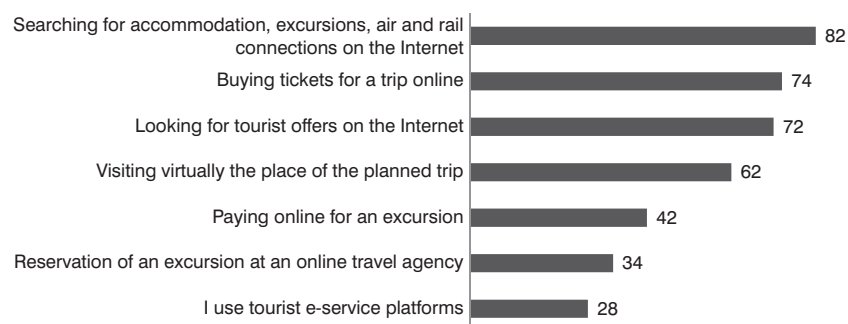 Searching for accommodation, excursions, air and rail
connections on the Internet
82
Buying tickets for a trip online
74
Looking for tourist offers on the Internet
72
Visiting virtually the place of the planned trip
62
Paying online for an excursion
42
Reservation of an excursion at an online travel agency
34
I use tourist e-service platforms
28